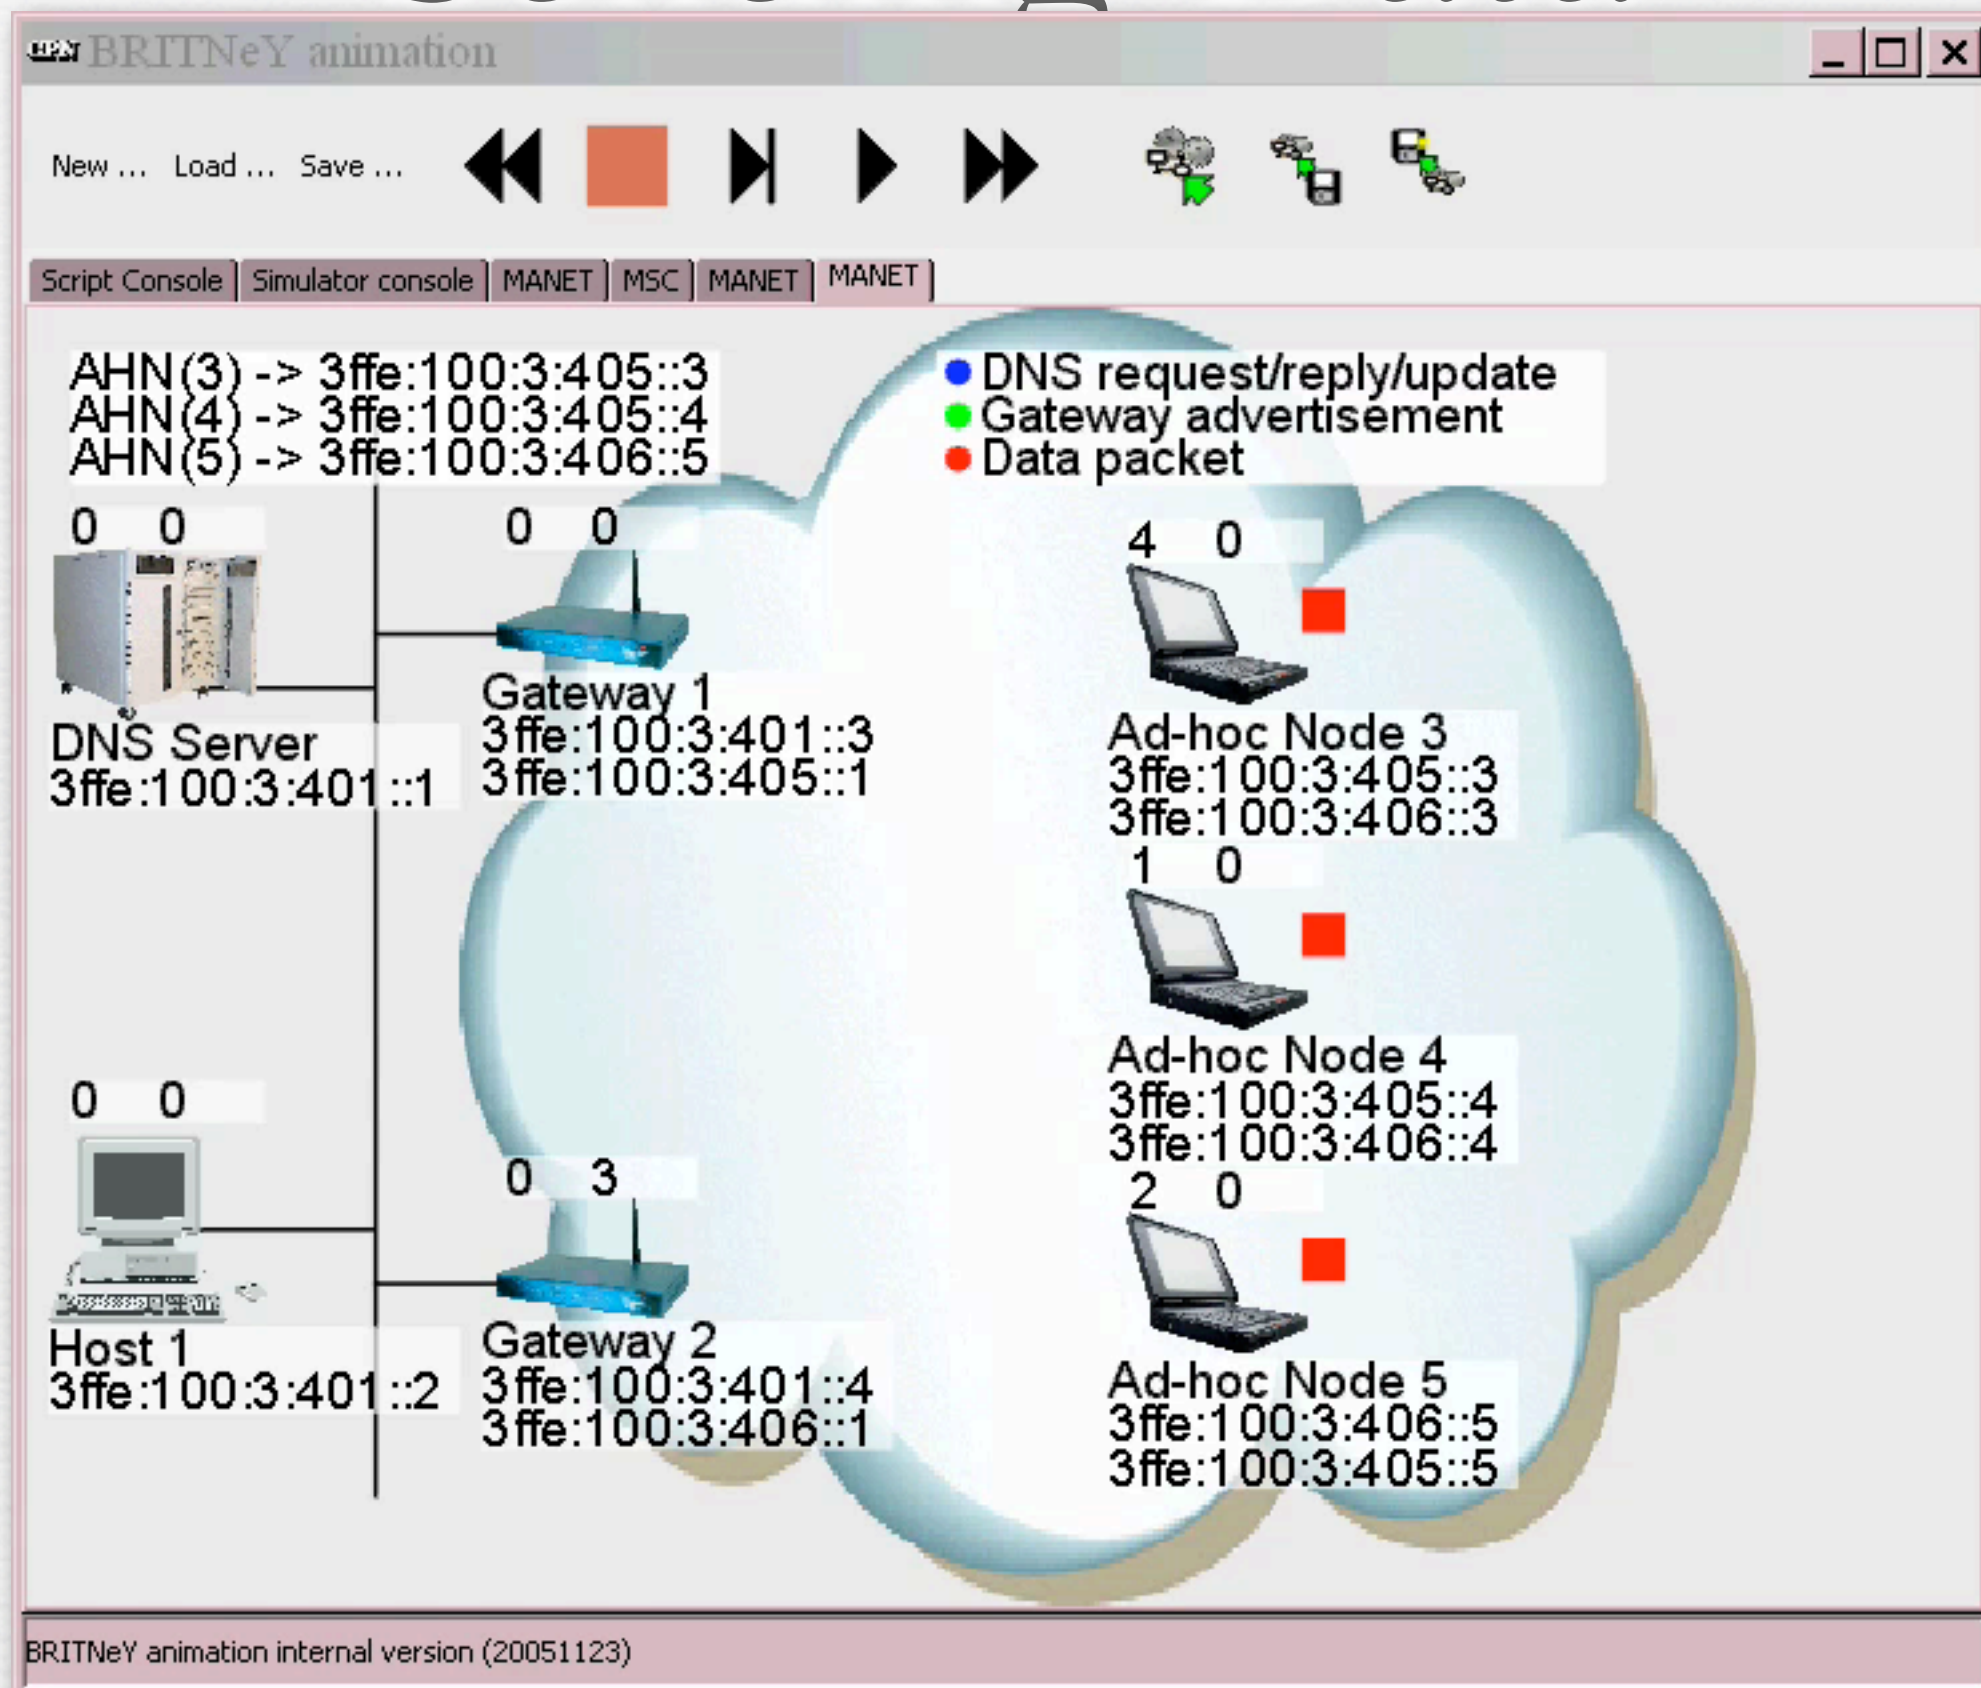 BRITNeY animation
New ... Load ... Save ...
Script Console Simulator console MANET MSC MANET MANET
AHN(3) -> 3ffe:100:3:405::3
AHN(4) -> 3ffe:100:3:405::4
AHN(5) -> 3ffe:100:3:406::5
DNS request/reply/update
Gateway advertisement
Data packet
0 0
DNS Server
3ffe:100:3:401::1
0 0
Gateway 1
3ffe:100:3:401::3
3ffe:100:3:405::1
4 0
Ad-hoc Node 3
3ffe:100:3:405::3
3ffe:100:3:406::3
1 0
Ad-hoc Node 4
3ffe:100:3:405::4
3ffe:100:3:406::4
0 0
Host 1
3ffe:100:3:401::2
0 3
Gateway 2
3ffe:100:3:401::4
3ffe:100:3:406::1
2 0
Ad-hoc Node 5
3ffe:100:3:406::5
3ffe:100:3:405::5
BRITNeY animation internal version (20051123)